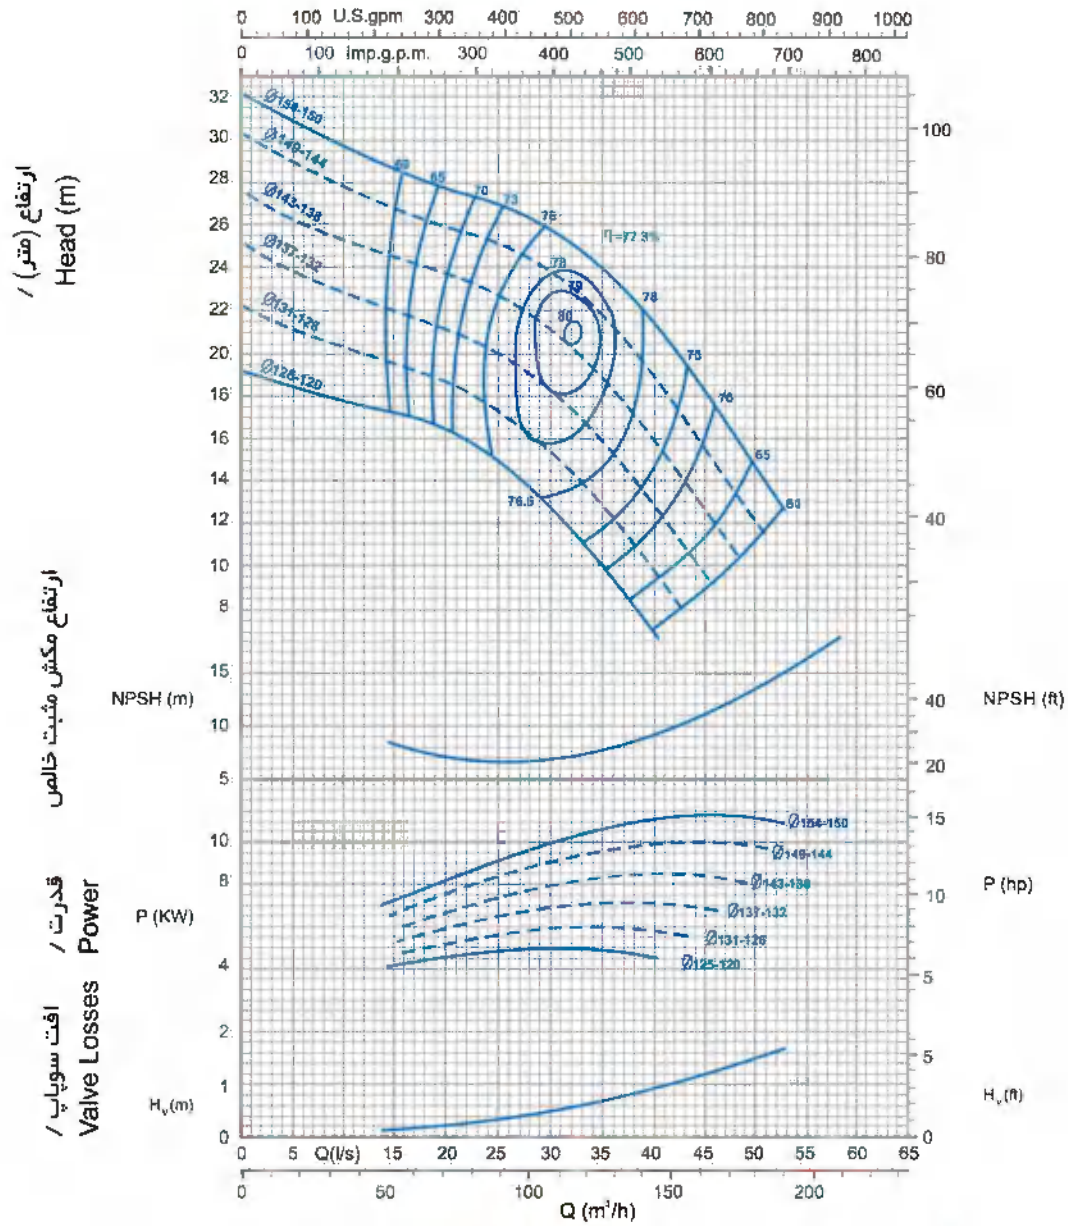 0 100 U.S.gpm 300 400 500 600 700 800 900 1000
0 100 Imp.g.p.m. 300 400 500 600 700 800
ارتفاع (متر) /
Head (m)
32
30
28
26
24
22
20
18
16
14
12
10
8
100
80
60
40
Ø154-150
Ø149-144
Ø143-138
Ø137-132
Ø131-126
65
70
73
76
η=77.3%
78
79
80
78
76.5
65
60
ارتفاع مکش مثبت خالص
NPSH (m)
15
10
5
40
20
NPSH (ft)
قدرت /
Power
P (KW)
10
8
4
15
10
5
P (hp)
Ø154-150
Ø149-144
Ø143-138
Ø137-132
Ø131-126
Ø125-120
افت سوپاپ /
Valve Losses
Hv(m)
2
1
0
5
0
Hv(ft)
0 5 Q(l/s) 15 20 25 30 35 40 45 50 55 60 65
0 50 100 150 200
Q (m³/h)